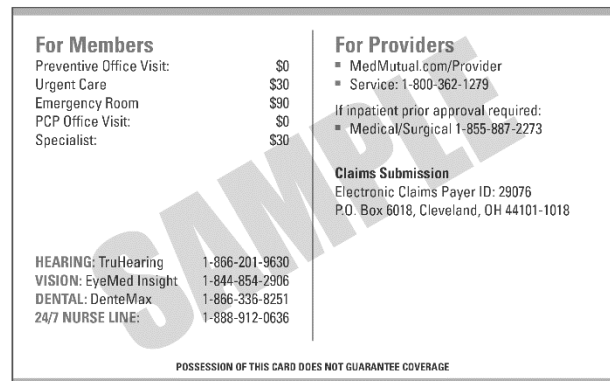 For Members
Preventive Office Visit: $0
Urgent Care $30
Emergency Room $90
PCP Office Visit: $0
Specialist: $30
HEARING: TruHearing 1-866-201-9630
VISION: EyeMed Insight 1-844-854-2906
DENTAL: DenteMax 1-866-336-8251
24/7 NURSE LINE: 1-888-912-0636
For Providers
▪ MedMutual.com/Provider
▪ Service: 1-800-362-1279
If inpatient prior approval required:
▪ Medical/Surgical 1-855-887-2273
Claims Submission
Electronic Claims Payer ID: 29076
P.O. Box 6018, Cleveland, OH 44101-1018
SAMPLE
POSSESSION OF THIS CARD DOES NOT GUARANTEE COVERAGE